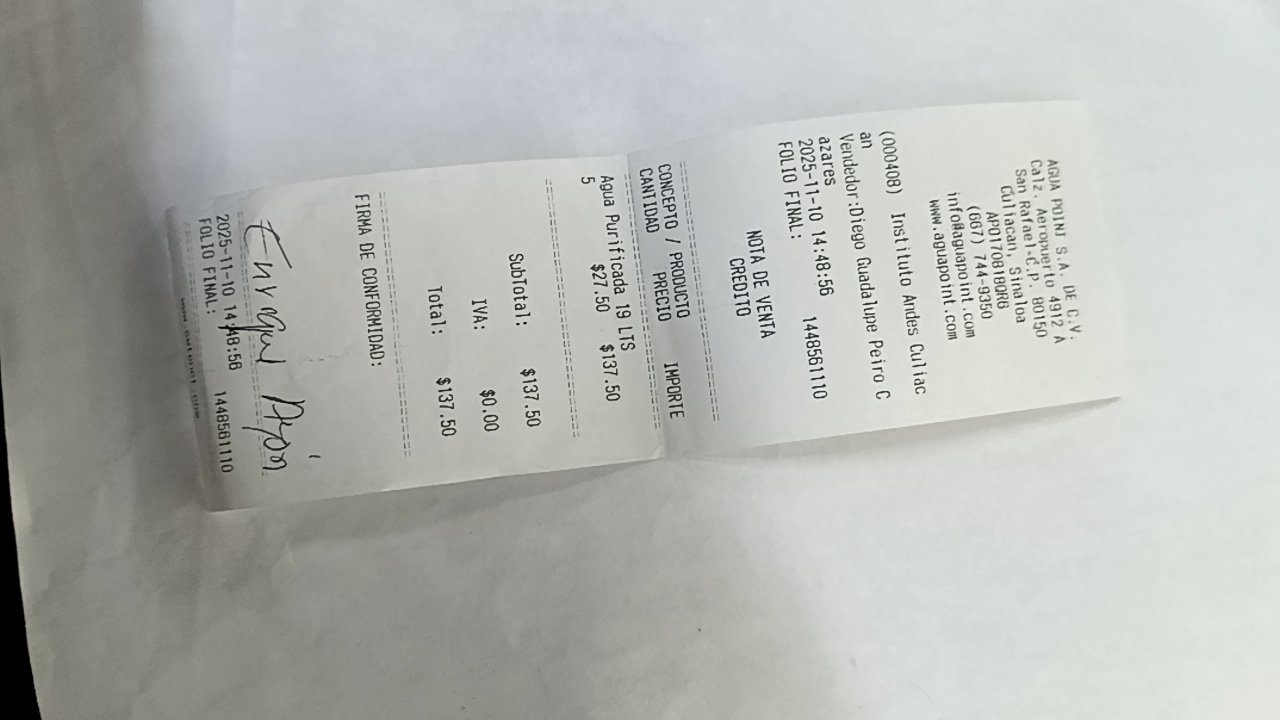 AGUA POINT S.A. DE C.V.
Calz. Aeropuerto 4912 A
San Rafael-C.P. 80150
Culiacan, Sinaloa
APO170818QR6
(667) 744-9350
info@aguapoint.com
www.aguapoint.com
(000408) Instituto Andes Culiac
an
Vendedor:Diego Guadalupe Peiro C
azares
2025-11-10 14:48:56 1448561110
FOLIO FINAL:
NOTA DE VENTA
CREDITO
CONCEPTO / PRODUCTO
CANTIDAD PRECIO IMPORTE
Agua Purificada 19 LTS
5 $27.50 $137.50
SubTotal: $137.50
IVA: $0.00
Total: $137.50
FIRMA DE CONFORMIDAD:
2025-11-10 14:48:56 1448561110
FOLIO FINAL: